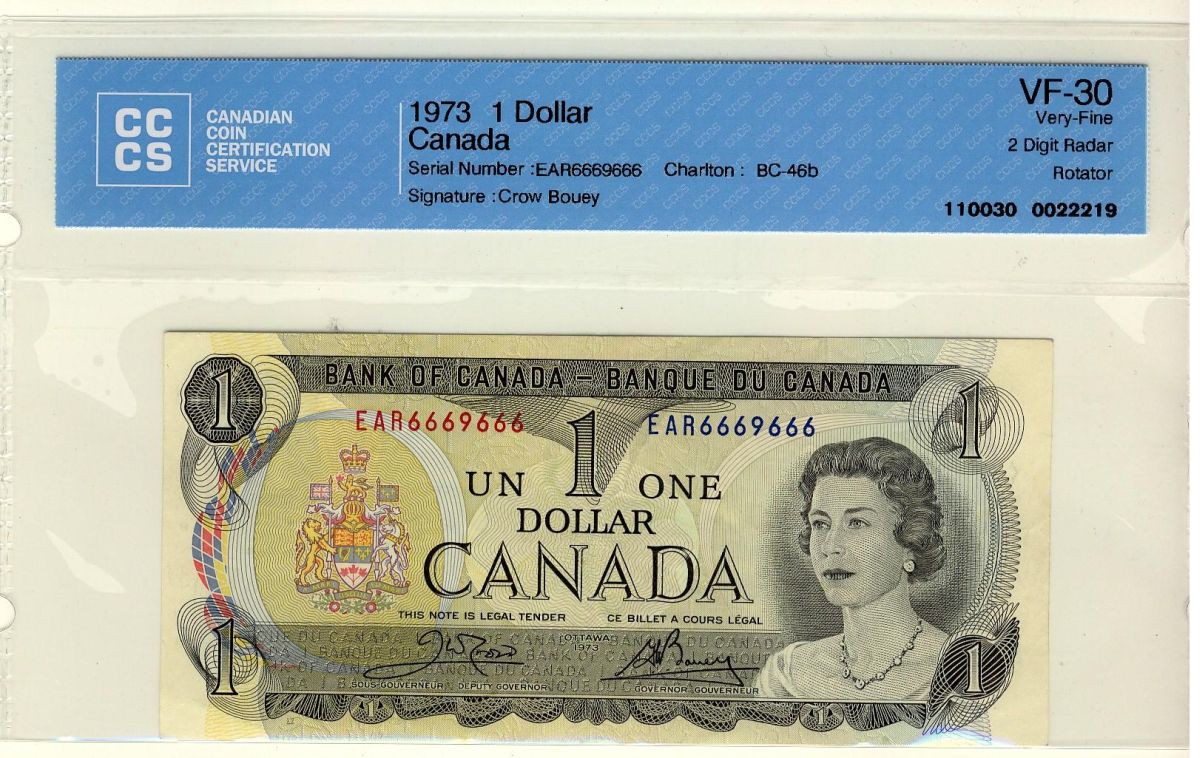 CC
CS
CANADIAN
COIN
CERTIFICATION
SERVICE
1973 1 Dollar
Canada
Serial Number :EAR6669666 Charlton : BC-46b
Signature :Crow Bouey
VF-30
Very-Fine
2 Digit Radar
Rotator
110030 0022219
BANK OF CANADA – BANQUE DU CANADA
1 1
EAR6669666 1 EAR6669666
UN ONE
DOLLAR
CANADA
THIS NOTE IS LEGAL TENDER CE BILLET A COURS LÉGAL
OTTAWA
1973
SOUS-GOUVERNEUR DEPUTY GOVERNOR GOVERNOR-GOUVERNEUR
1 1
1 1